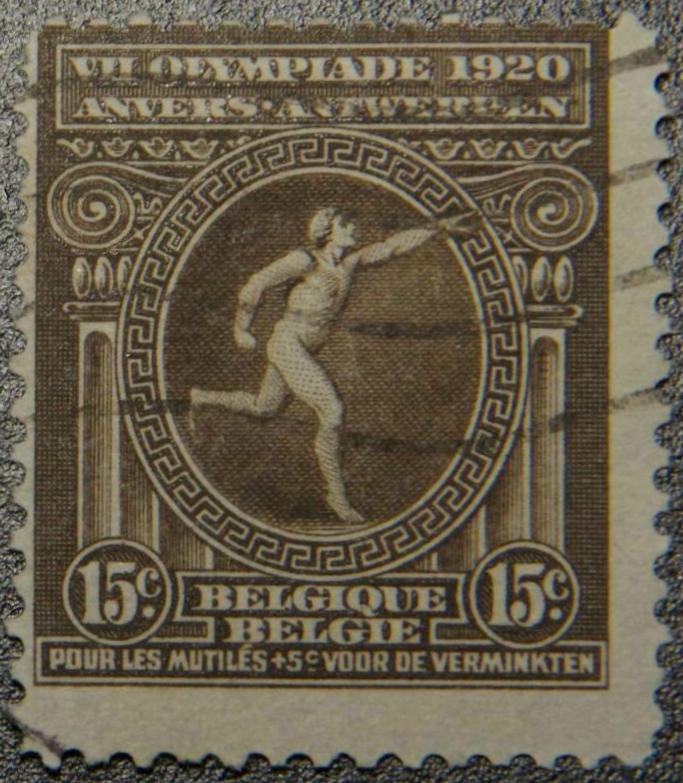 VII OLYMPIADE 1920
ANVERS·ANTWERPEN
15c
BELGIQUE
15c
BELGIE
POUR LES MUTILÉS +5c VOOR DE VERMINKTEN